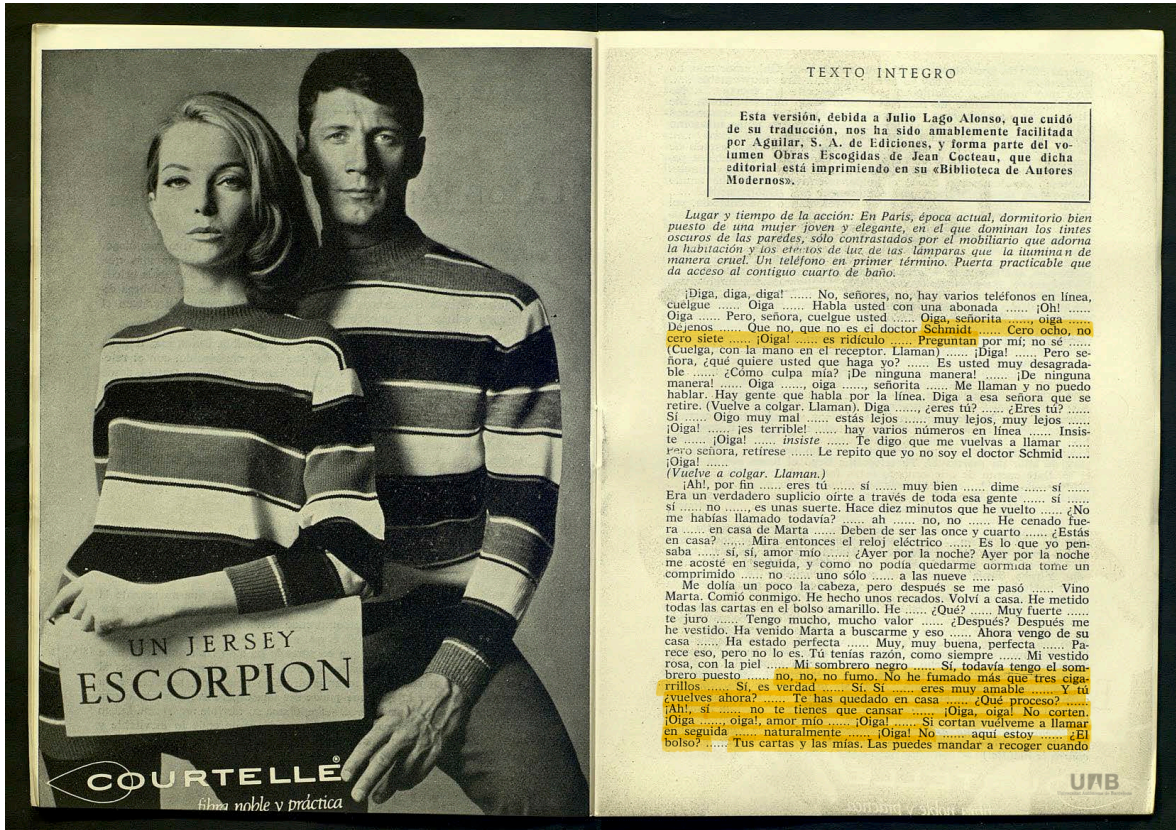 UN JERSEY
ESCORPION
COURTELLE®
fibra noble y práctica
TEXTO INTEGRO
Esta versión, debida a Julio Lago Alonso, que cuidó
de su traducción, nos ha sido amablemente facilitada
por Aguilar, S. A. de Ediciones, y forma parte del vo-
lumen Obras Escogidas de Jean Cocteau, que dicha
editorial está imprimiendo en su «Biblioteca de Autores
Modernos».
Lugar y tiempo de la acción: En París, época actual, dormitorio bien
puesto de una mujer joven y elegante, en el que dominan los tintes
oscuros de las paredes, sólo contrastados por el mobiliario que adorna
la habitación y los efectos de luz de las lámparas que la iluminan de
manera cruel. Un teléfono en primer término. Puerta practicable que
da acceso al contiguo cuarto de baño.
¡Diga, diga, diga! ...... No, señores, no, hay varios teléfonos en línea,
cuelgue ...... Oiga ...... Habla usted con una abonada ...... ¡Oh! ......
Oiga ...... Pero, señora, cuelgue usted ...... Oiga, señorita ......, oiga ......
Déjenos ...... Que no, que no es el doctor Schmidt ...... Cero ocho, no
cero siete ...... ¡Oiga! ...... es ridículo ...... Preguntan por mí; no sé ......
(Cuelga, con la mano en el receptor. Llaman) ...... ¡Diga! ...... Pero se-
ñora, ¿qué quiere usted que haga yo? ...... Es usted muy desagrada-
ble ...... ¿Cómo culpa mía? ¡De ninguna manera! ...... ¡De ninguna
manera! ...... Oiga ......, oiga ......, señorita ...... Me llaman y no puedo
hablar. Hay gente que habla por la línea. Diga a esa señora que se
retire. (Vuelve a colgar. Llaman). Diga ......, ¿eres tú? ...... ¿Eres tú? ......
Sí ...... Oigo muy mal ...... estás lejos ...... muy lejos, muy lejos ......
¡Oiga! ...... ¡es terrible! ...... hay varios números en línea ...... Insis-
te ...... ¡Oiga! ...... insiste ...... Te digo que me vuelvas a llamar ......
Pero señora, retírese ...... Le repito que yo no soy el doctor Schmid ......
¡Oiga! ......
(Vuelve a colgar. Llaman.)
¡Ah!, por fin ...... eres tú ...... sí ...... muy bien ...... dime ...... sí ......
Era un verdadero suplicio oírte a través de toda esa gente ...... sí ......
sí ...... no ......, es unas suerte. Hace diez minutos que he vuelto ...... ¿No
me habías llamado todavía? ...... ah ...... no, no ...... He cenado fue-
ra ...... en casa de Marta ...... Deben de ser las once y cuarto ...... ¿Estás
en casa? ...... Mira entonces el reloj eléctrico ...... Es lo que yo pen-
saba ...... sí, sí, amor mío ...... ¿Ayer por la noche? Ayer por la noche
me acosté en seguida, y como no podía quedarme dormida tome un
comprimido ...... no ...... uno sólo ...... a las nueve ......
Me dolía un poco la cabeza, pero después se me pasó ...... Vino
Marta. Comió conmigo. He hecho unos recados. Volví a casa. He metido
todas las cartas en el bolso amarillo. He ...... ¿Qué? ...... Muy fuerte ......
te juro ...... Tengo mucho, mucho valor ...... ¿Después? Después me
he vestido. Ha venido Marta a buscarme y eso ...... Ahora vengo de su
casa ...... Ha estado perfecta ...... Muy, muy buena, perfecta ...... Pa-
rece eso, pero no lo es. Tú tenías razón, como siempre ...... Mi vestido
rosa, con la piel ...... Mi sombrero negro ...... Sí, todavía tengo el som-
brero puesto ...... no, no, no fumo. No he fumado más que tres ciga-
rrillos ...... Sí, es verdad ...... Sí. Sí ...... eres muy amable ...... Y tú
¿vuelves ahora? ...... Te has quedado en casa ...... ¿Qué proceso? ......
¡Ah!, sí ...... no te tienes que cansar ...... ¡Oiga, oiga! No corten.
¡Oiga ...... oiga!, amor mío ...... ¡Oiga! ...... Si cortan vuélveme a llamar
en seguida ...... naturalmente ...... ¡Oiga! No ...... aquí estoy ...... ¿El
bolso? ...... Tus cartas y las mías. Las puedes mandar a recoger cuando
UAB